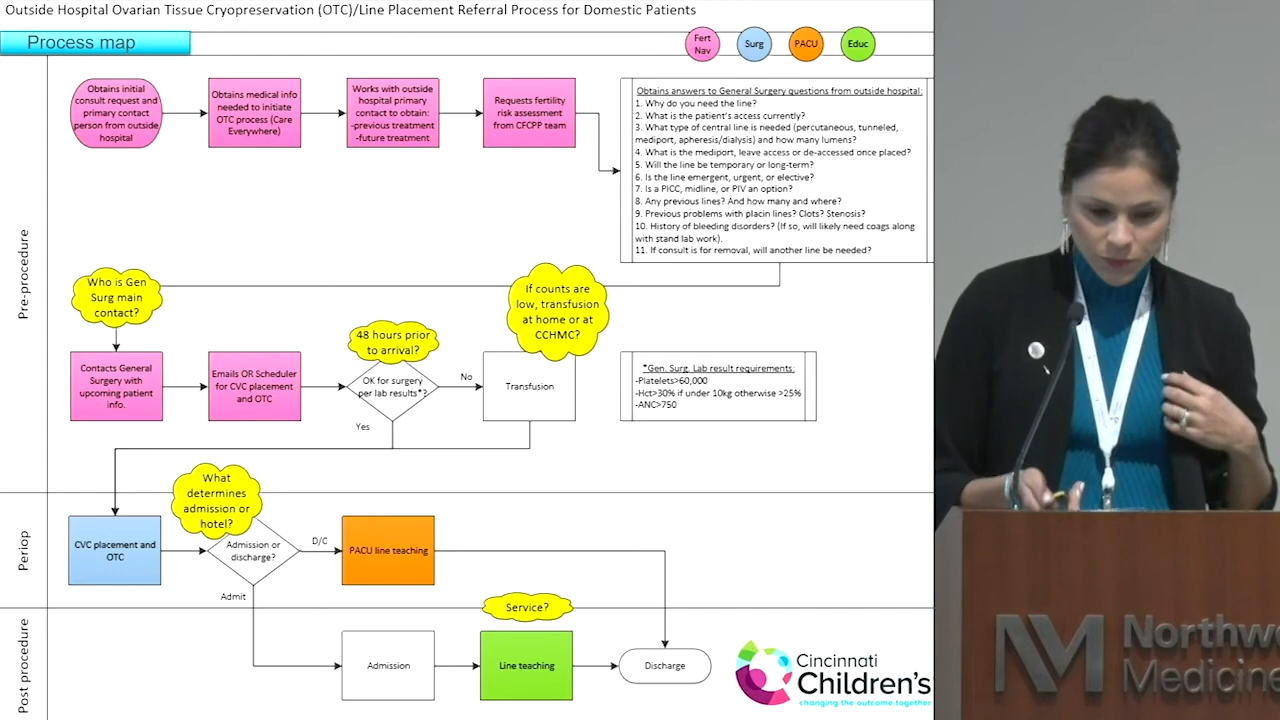 Outside Hospital Ovarian Tissue Cryopreservation (OTC)/Line Placement Referral Process for Domestic Patients
Process map
Fert
Nav
Surg
PACU
Educ
Pre-procedure
Obtains initial
consult request and
primary contact
person from outside
hospital
Obtains medical info
needed to initiate
OTC process (Care
Everywhere)
Works with outside
hospital primary
contact to obtain:
-previous treatment
-future treatment
Requests fertility
risk assessment
from CFCPP team
Obtains answers to General Surgery questions from outside hospital:
1. Why do you need the line?
2. What is the patient's access currently?
3. What type of central line is needed (percutaneous, tunneled,
mediport, apheresis/dialysis) and how many lumens?
4. What is the mediport, leave access or de-accessed once placed?
5. Will the line be temporary or long-term?
6. Is the line emergent, urgent, or elective?
7. Is a PICC, midline, or PIV an option?
8. Any previous lines? And how many and where?
9. Previous problems with placin lines? Clots? Stenosis?
10. History of bleeding disorders? (If so, will likely need coags along
with stand lab work).
11. If consult is for removal, will another line be needed?
Who is Gen
Surg main
contact?
If counts are
low, transfusion
at home or at
CCHMC?
48 hours prior
to arrival?
Contacts General
Surgery with
upcoming patient
info.
Emails OR Scheduler
for CVC placement
and OTC
OK for surgery
per lab results*?
No
Yes
Transfusion
*Gen. Surg. Lab result requirements:
-Platelets>60,000
-Hct>30% if under 10kg otherwise >25%
-ANC>750
Periop
What
determines
admission or
hotel?
CVC placement and
OTC
Admission or
discharge?
D/C
Admit
PACU line teaching
Post procedure
Service?
Admission
Line teaching
Discharge
Cincinnati
Children's
changing the outcome together
NM
Northwe
Medicine